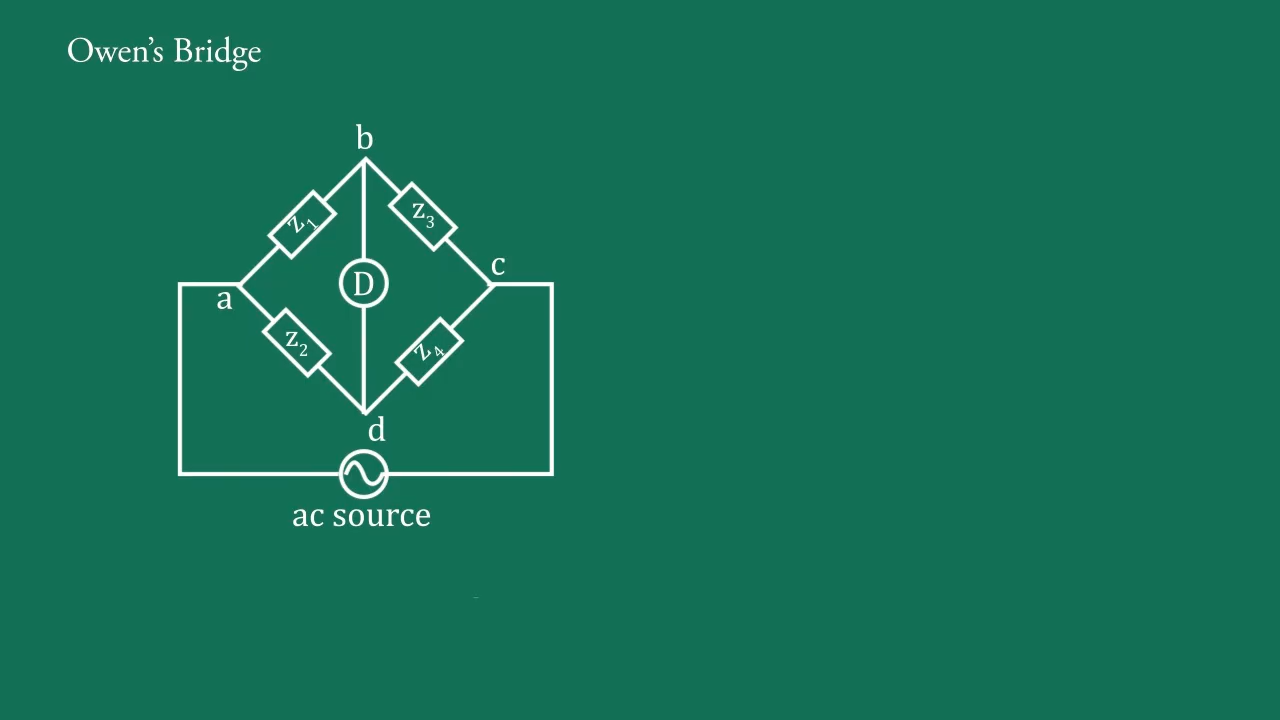 Owen's Bridge
b
z₁
z₃
c
D
a
z₂
z₄
d
ac source